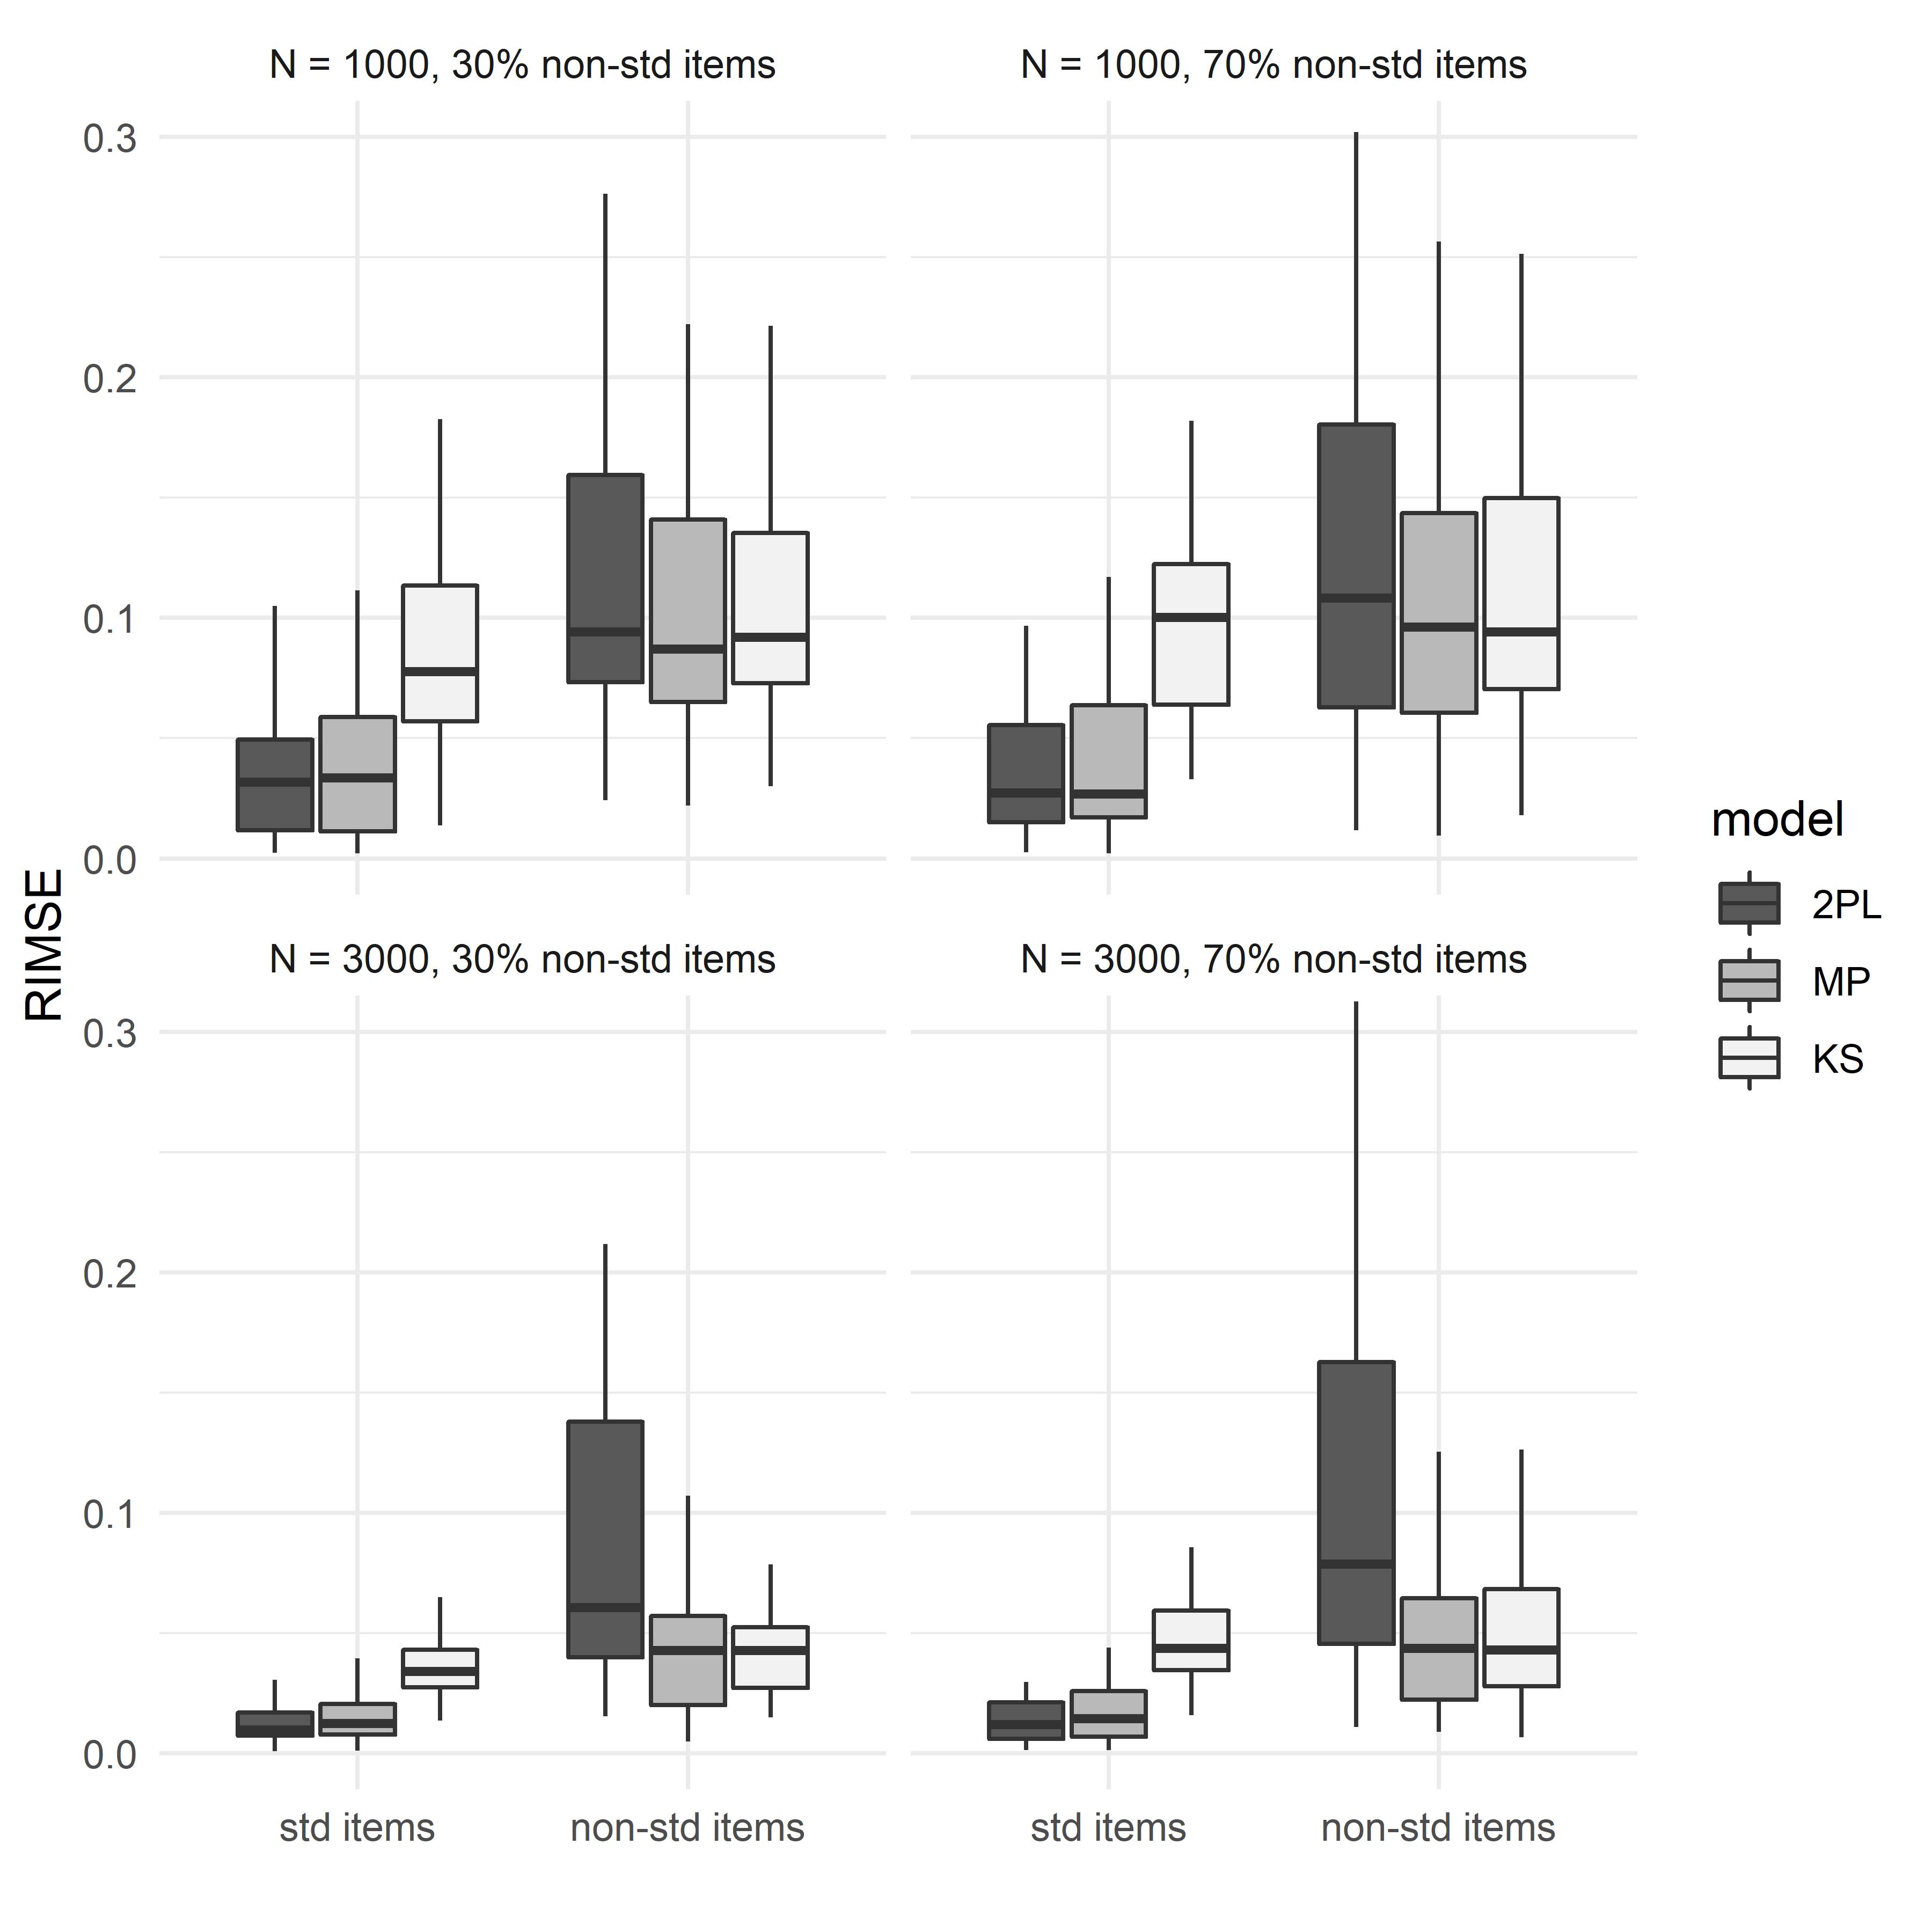 N = 1000, 30% non-std items
N = 1000, 70% non-std items
0.3
0.2
0.1
0.0
RIMSE
N = 3000, 30% non-std items
N = 3000, 70% non-std items
0.3
0.2
0.1
0.0
std items
non-std items
std items
non-std items
model
2PL
MP
KS